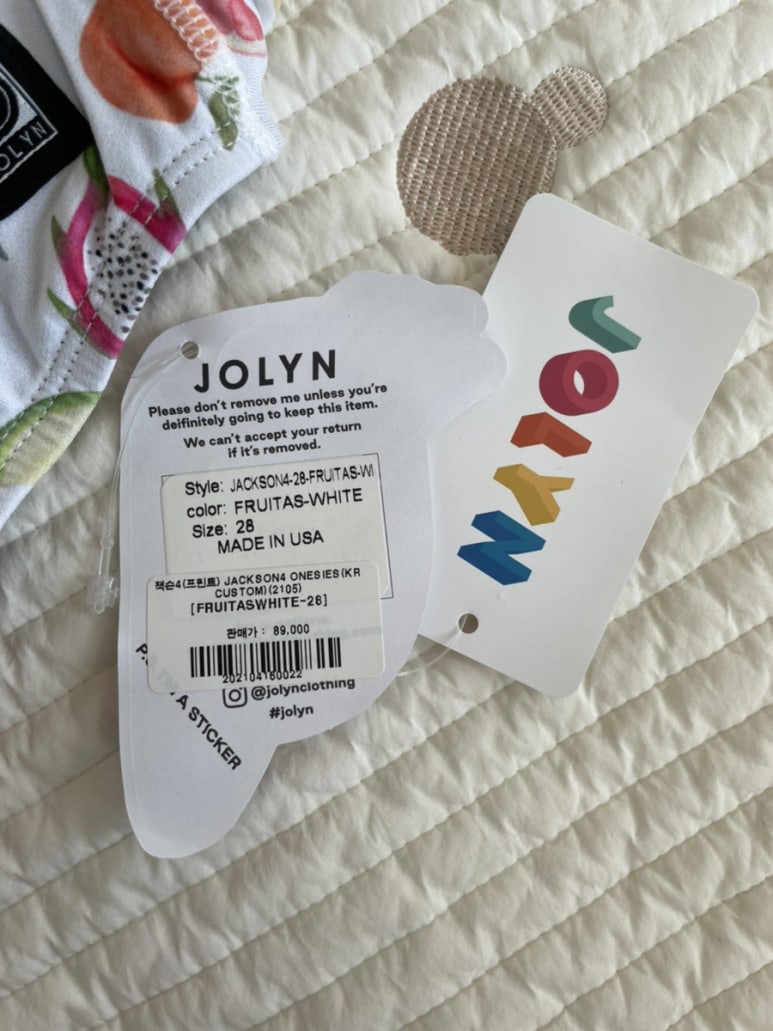 JOLYN
JOLYN
JOLYN
Please don't remove me unless you're
deifinitely going to keep this item.
We can't accept your return
if it's removed.
Style: JACKSON4-28-FRUITAS-WI
color: FRUITAS-WHITE
Size: 28
MADE IN USA
잭슨4(프린트) JACKSON4 ONESIES(KR
CUSTOM)(2105)
[FRUITASWHITE-28]
판매가 : 89,000
202104160022
@jolynclothing
#jolyn
A STICKER